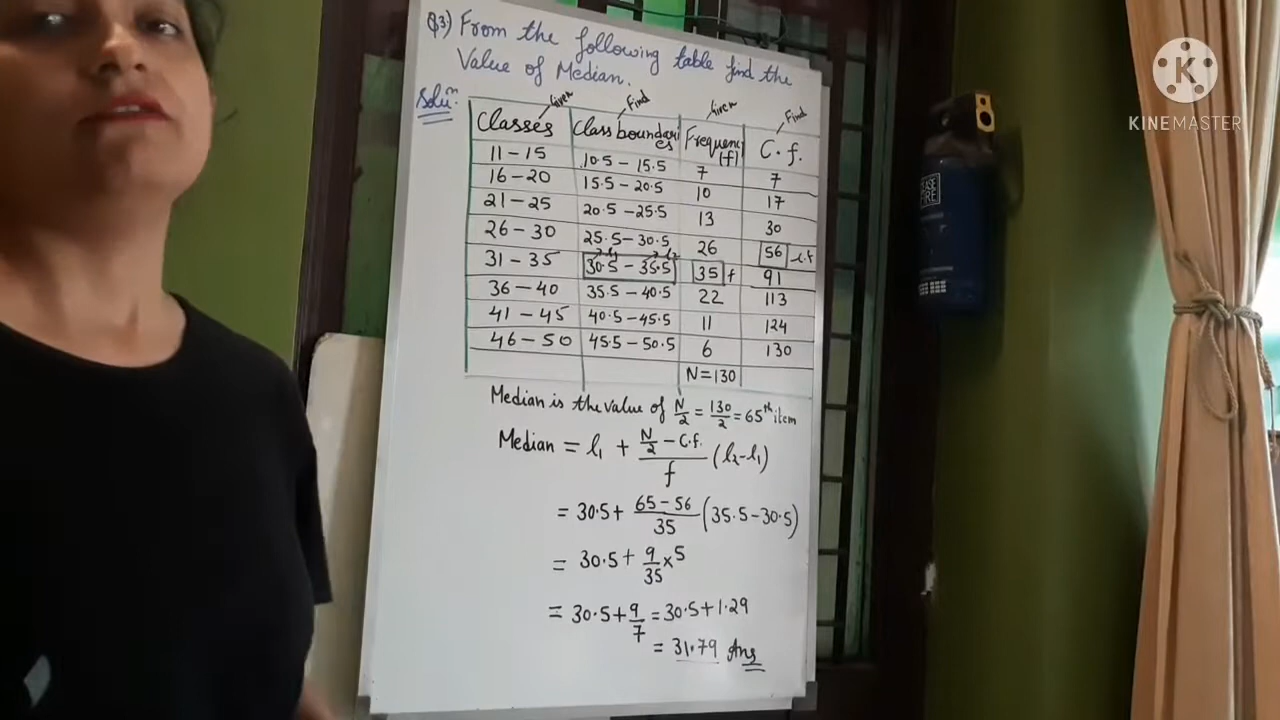 Q3) From the following table find the
Value of Median.
Solun.
Given Find Given Find
Classes Class boundaries Frequency (f) C.f.
11-15 10.5-15.5 7 7
16-20 15.5-20.5 10 17
21-25 20.5-25.5 13 30
26-30 25.5-30.5 26 56 c.f
l1 l2
31-35 30.5-35.5 35 f 91
36-40 35.5-40.5 22 113
41-45 40.5-45.5 11 124
46-50 45.5-50.5 6 130
N=130
Median is the value of N/2 = 130/2 = 65th item
Median = l1 + (N/2 - C.f.)/f (l2-l1)
= 30.5+ (65-56)/35 (35.5-30.5)
= 30.5+ 9/35 x5
= 30.5+9/7 = 30.5+1.29
= 31.79 Ans
K
KINEMASTER